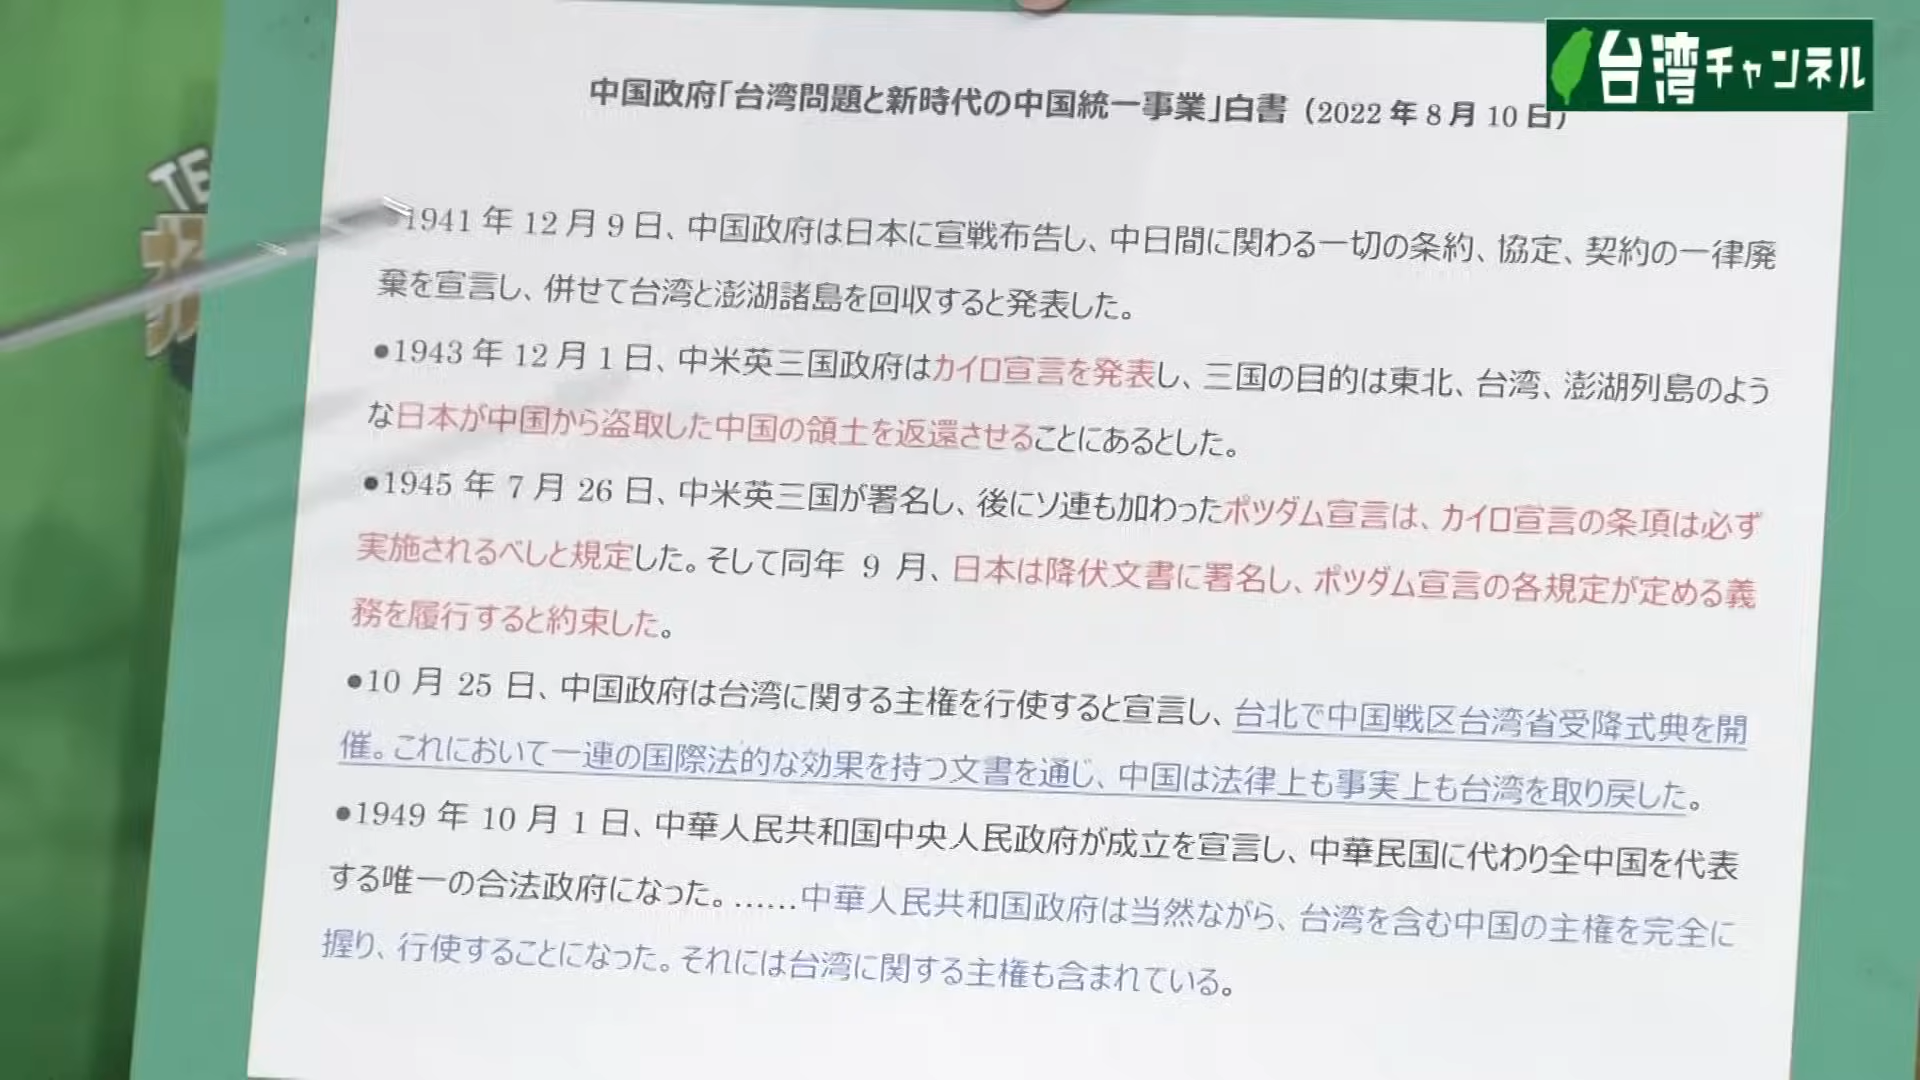 台湾チャンネル
中国政府「台湾問題と新時代の中国統一事業」白書（2022年8月10日）
●1941年12月9日、中国政府は日本に宣戦布告し、中日間に関わる一切の条約、協定、契約の一律廃
棄を宣言し、併せて台湾と澎湖諸島を回収すると発表した。
●1943年12月1日、中米英三国政府はカイロ宣言を発表し、三国の目的は東北、台湾、澎湖列島のよう
な日本が中国から盗取した中国の領土を返還させることにあるとした。
●1945年7月26日、中米英三国が署名し、後にソ連も加わったポツダム宣言は、カイロ宣言の条項は必ず
実施されるべしと規定した。そして同年9月、日本は降伏文書に署名し、ポツダム宣言の各規定が定める義
務を履行すると約束した。
●10月25日、中国政府は台湾に関する主権を行使すると宣言し、台北で中国戦区台湾省受降式典を開
催。これにおいて一連の国際法的な効果を持つ文書を通じ、中国は法律上も事実上も台湾を取り戻した。
●1949年10月1日、中華人民共和国中央人民政府が成立を宣言し、中華民国に代わり全中国を代表
する唯一の合法政府になった。……中華人民共和国政府は当然ながら、台湾を含む中国の主権を完全に
握り、行使することになった。それには台湾に関する主権も含まれている。
TE